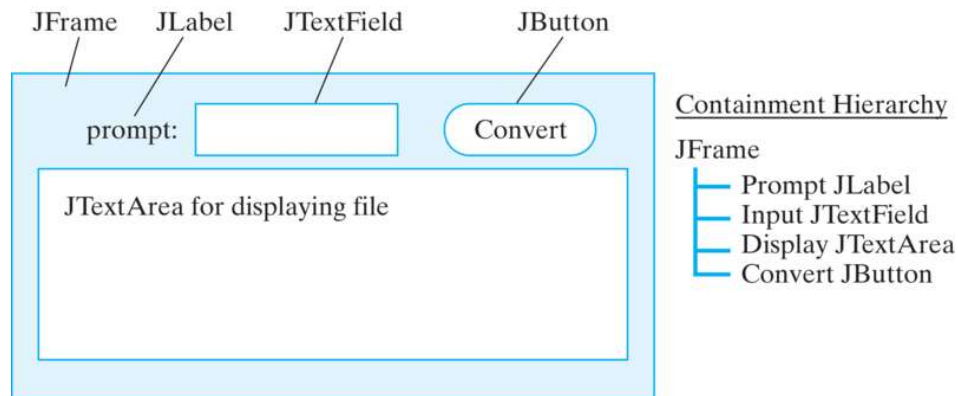 JFrame JLabel JTextField JButton
prompt: Convert
JTextArea for displaying file
Containment Hierarchy
JFrame
Prompt JLabel
Input JTextField
Display JTextArea
Convert JButton